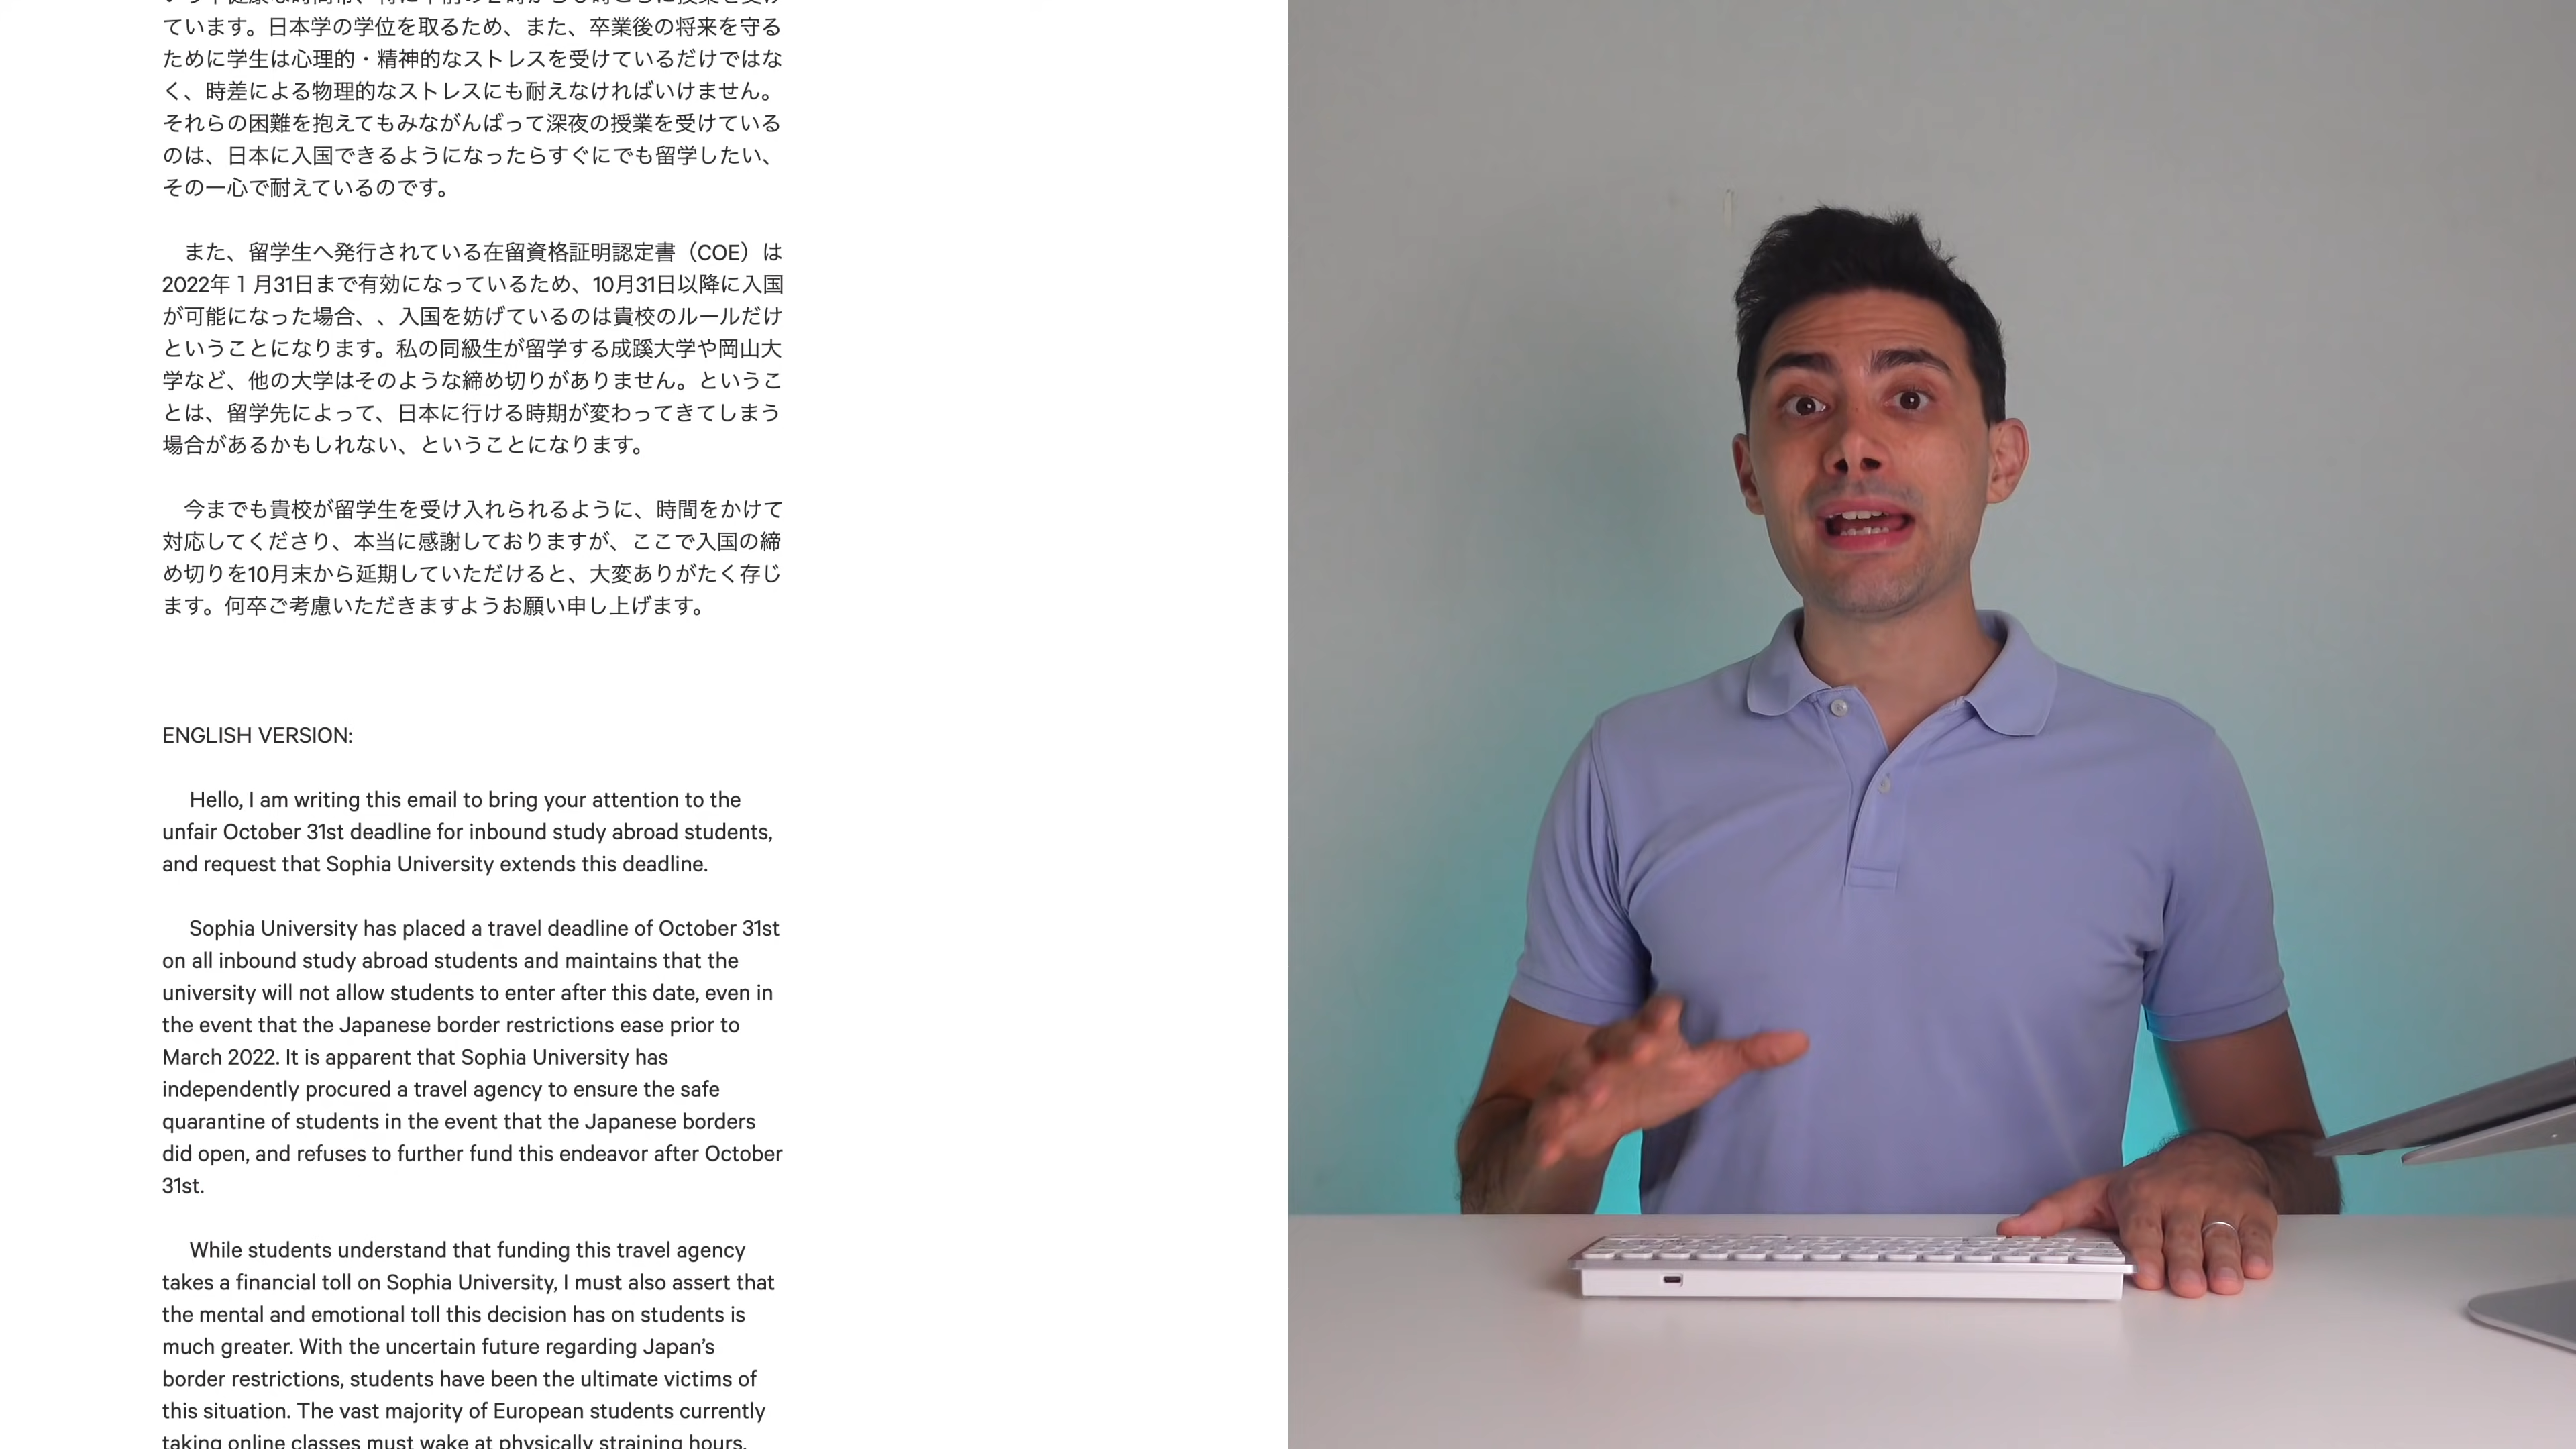 ています。日本学の学位を取るため、また、卒業後の将来を守る
ために学生は心理的・精神的なストレスを受けているだけではな
く、時差による物理的なストレスにも耐えなければいけません。
それらの困難を抱えてもみながんばって深夜の授業を受けている
のは、日本に入国できるようになったらすぐにでも留学したい、
その一心で耐えているのです。
また、留学生へ発行されている在留資格証明認定書（COE）は
2022年１月31日まで有効になっているため、10月31日以降に入国
が可能になった場合、、入国を妨げているのは貴校のルールだけ
ということになります。私の同級生が留学する成蹊大学や岡山大
学など、他の大学はそのような締め切りがありません。というこ
とは、留学先によって、日本に行ける時期が変わってきてしまう
場合があるかもしれない、ということになります。
今までも貴校が留学生を受け入れられるように、時間をかけて
対応してくださり、本当に感謝しておりますが、ここで入国の締
め切りを10月末から延期していただけると、大変ありがたく存じ
ます。何卒ご考慮いただきますようお願い申し上げます。
ENGLISH VERSION:
Hello, I am writing this email to bring your attention to the
unfair October 31st deadline for inbound study abroad students,
and request that Sophia University extends this deadline.
Sophia University has placed a travel deadline of October 31st
on all inbound study abroad students and maintains that the
university will not allow students to enter after this date, even in
the event that the Japanese border restrictions ease prior to
March 2022. It is apparent that Sophia University has
independently procured a travel agency to ensure the safe
quarantine of students in the event that the Japanese borders
did open, and refuses to further fund this endeavor after October
31st.
While students understand that funding this travel agency
takes a financial toll on Sophia University, I must also assert that
the mental and emotional toll this decision has on students is
much greater. With the uncertain future regarding Japan’s
border restrictions, students have been the ultimate victims of
this situation. The vast majority of European students currently
taking online classes must wake at physically straining hours,